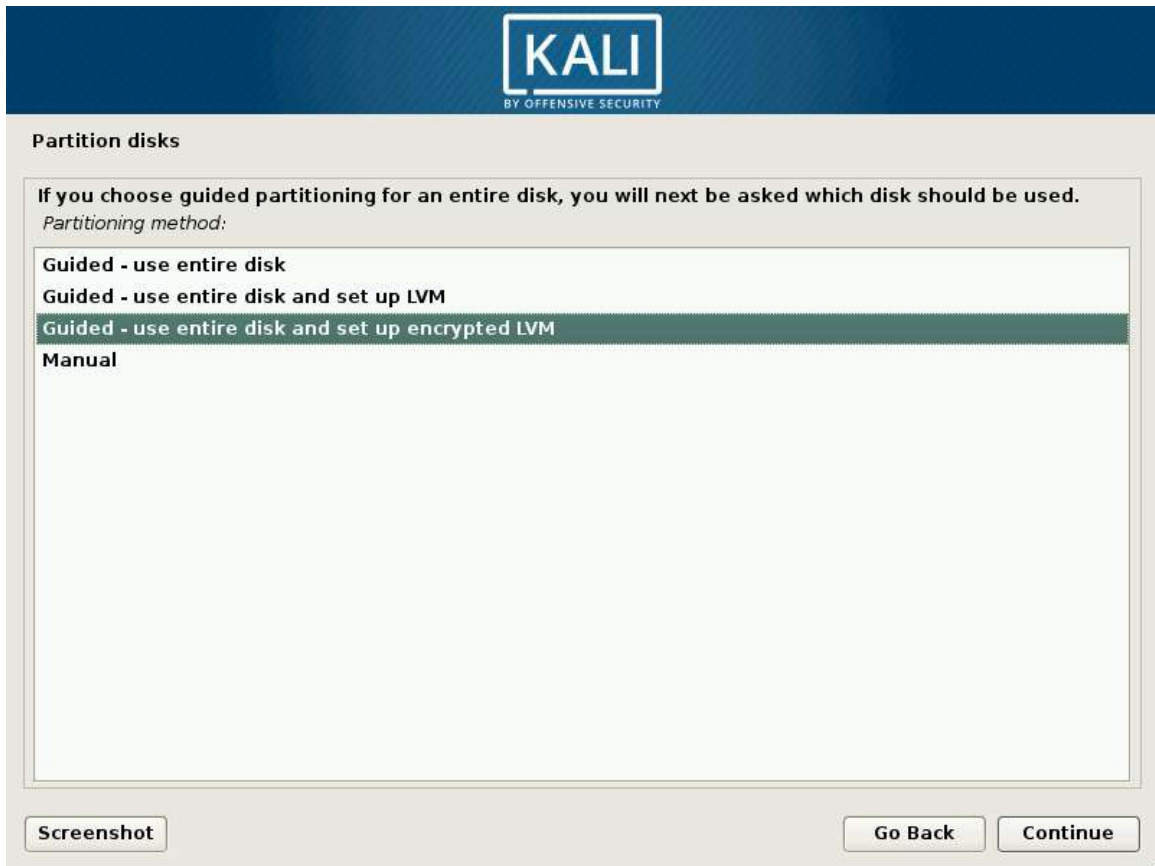 KALI
BY OFFENSIVE SECURITY
Partition disks
If you choose guided partitioning for an entire disk, you will next be asked which disk should be used.
Partitioning method:
Guided - use entire disk
Guided - use entire disk and set up LVM
Guided - use entire disk and set up encrypted LVM
Manual
Screenshot
Go Back
Continue